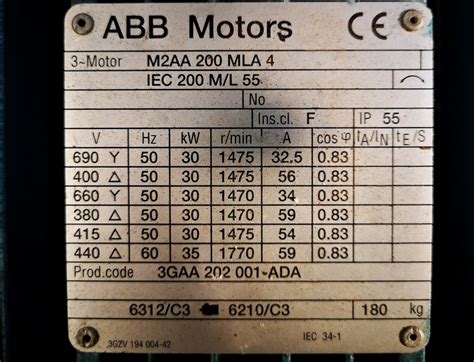 ABB Motors CE
3~Motor M2AA 200 MLA 4
IEC 200 M/L 55
No
Ins.cl. F IP 55
V Hz kW r/min A cos φ IA/IN tE/S
690 Y 50 30 1475 32.5 0.83
400 Δ 50 30 1475 56 0.83
660 Y 50 30 1470 34 0.83
380 Δ 50 30 1470 59 0.83
415 Δ 50 30 1475 54 0.83
440 Δ 60 35 1770 59 0.83
Prod.code 3GAA 202 001-ADA
6312/C3 6210/C3 180 kg
3GZV 194 004-42 IEC 34-1